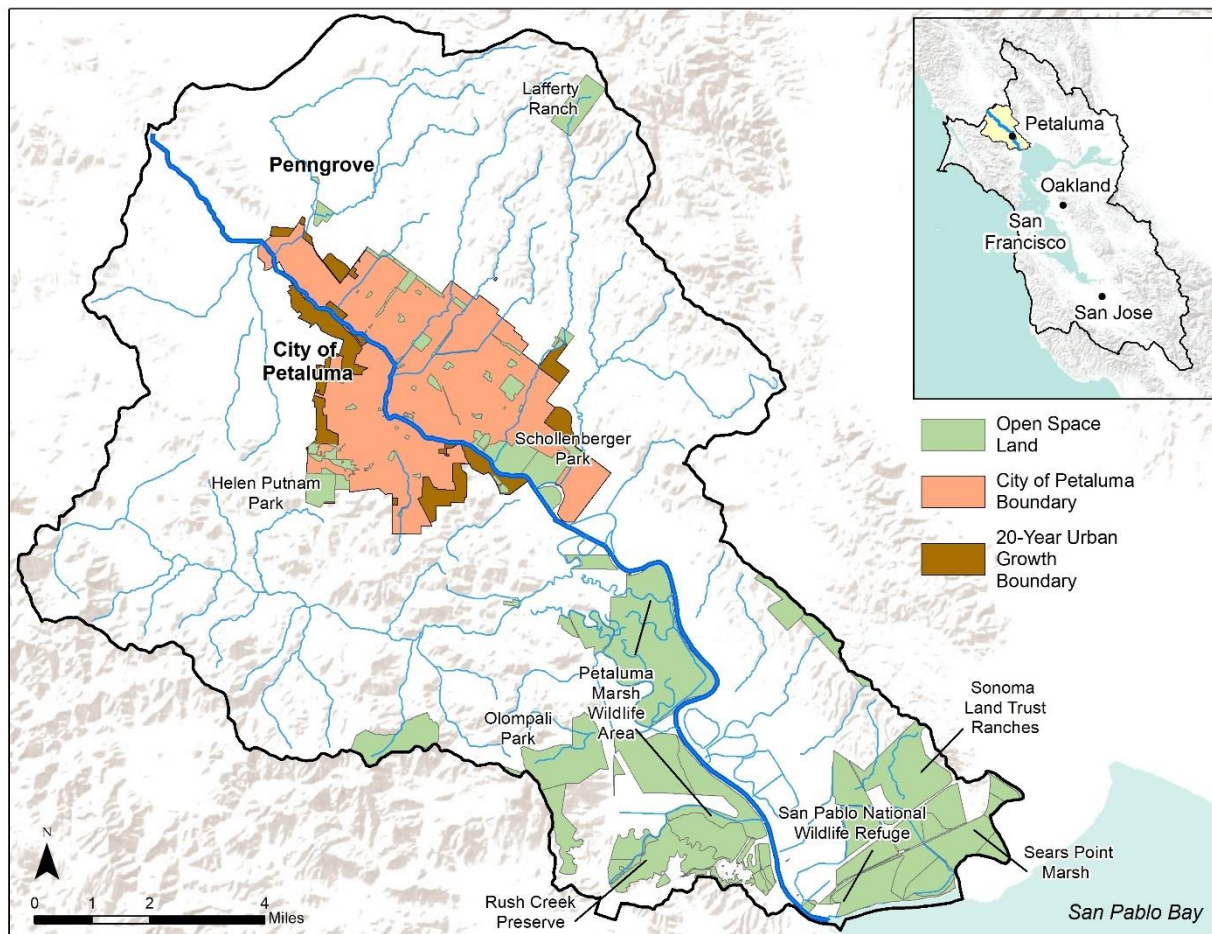 Lafferty
Ranch
Penngrove
City of
Petaluma
Schollenberger
Park
Helen Putnam
Park
Petaluma
Marsh
Wildlife
Area
Olompali
Park
Sonoma
Land Trust
Ranches
San Pablo National
Wildlife Refuge
Sears Point
Marsh
Rush Creek
Preserve
San Pablo Bay
N
0 1 2 4
Miles
Petaluma
Oakland
San
Francisco
San Jose
Open Space
Land
City of Petaluma
Boundary
20-Year Urban
Growth
Boundary